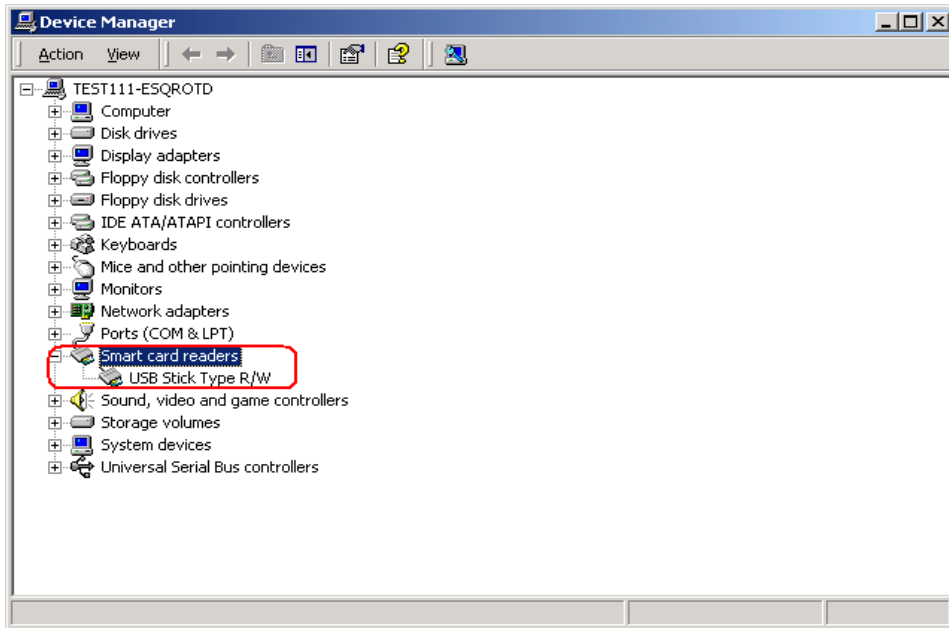 Device Manager
Action View
TEST111-ESQROTD
Computer
Disk drives
Display adapters
Floppy disk controllers
Floppy disk drives
IDE ATA/ATAPI controllers
Keyboards
Mice and other pointing devices
Monitors
Network adapters
Ports (COM & LPT)
Smart card readers
USB Stick Type R/W
Sound, video and game controllers
Storage volumes
System devices
Universal Serial Bus controllers